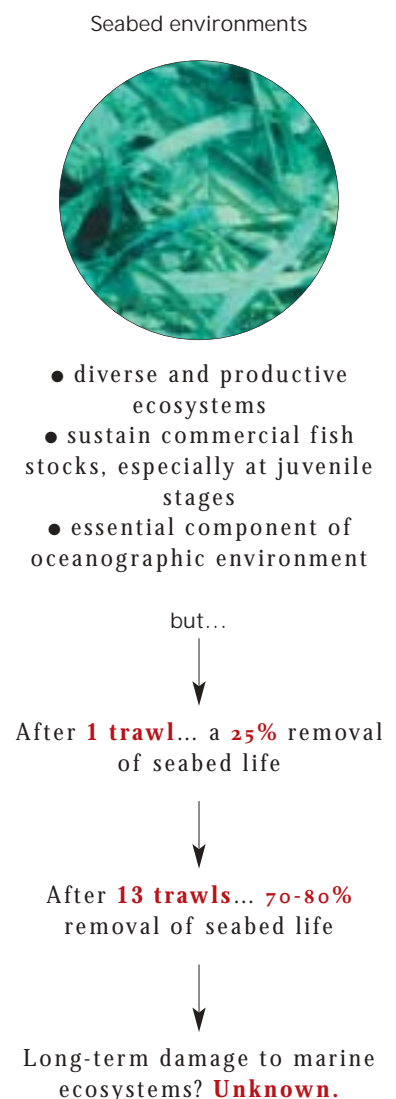 Seabed environments
● diverse and productive
ecosystems
● sustain commercial fish
stocks, especially at juvenile
stages
● essential component of
oceanographic environment
but…
After 1 trawl… a 25% removal
of seabed life
After 13 trawls… 70-80%
removal of seabed life
Long-term damage to marine
ecosystems? Unknown.